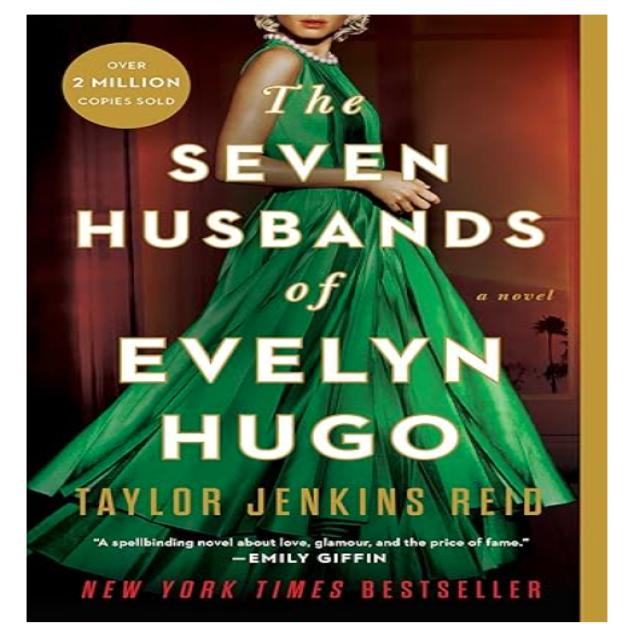 OVER
2 MILLION
COPIES SOLD
The
SEVEN
HUSBANDS
of
a novel
EVELYN
HUGO
TAYLOR JENKINS REID
"A spellbinding novel about love, glamour, and the price of fame."
—EMILY GIFFIN
NEW YORK TIMES BESTSELLER